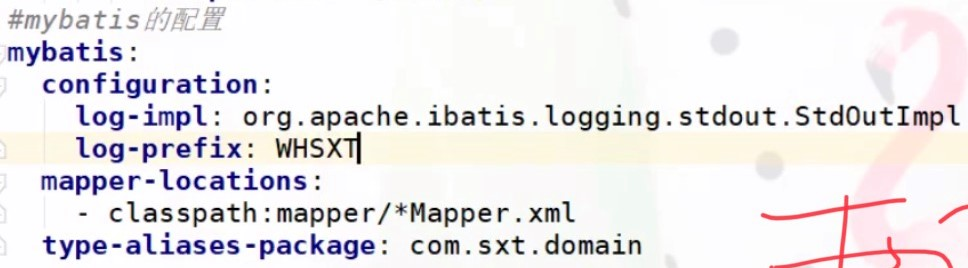 #mybatis的配置
mybatis:
  configuration:
    log-impl: org.apache.ibatis.logging.stdout.StdOutImpl
    log-prefix: WHSXT
  mapper-locations:
    - classpath:mapper/*Mapper.xml
  type-aliases-package: com.sxt.domain